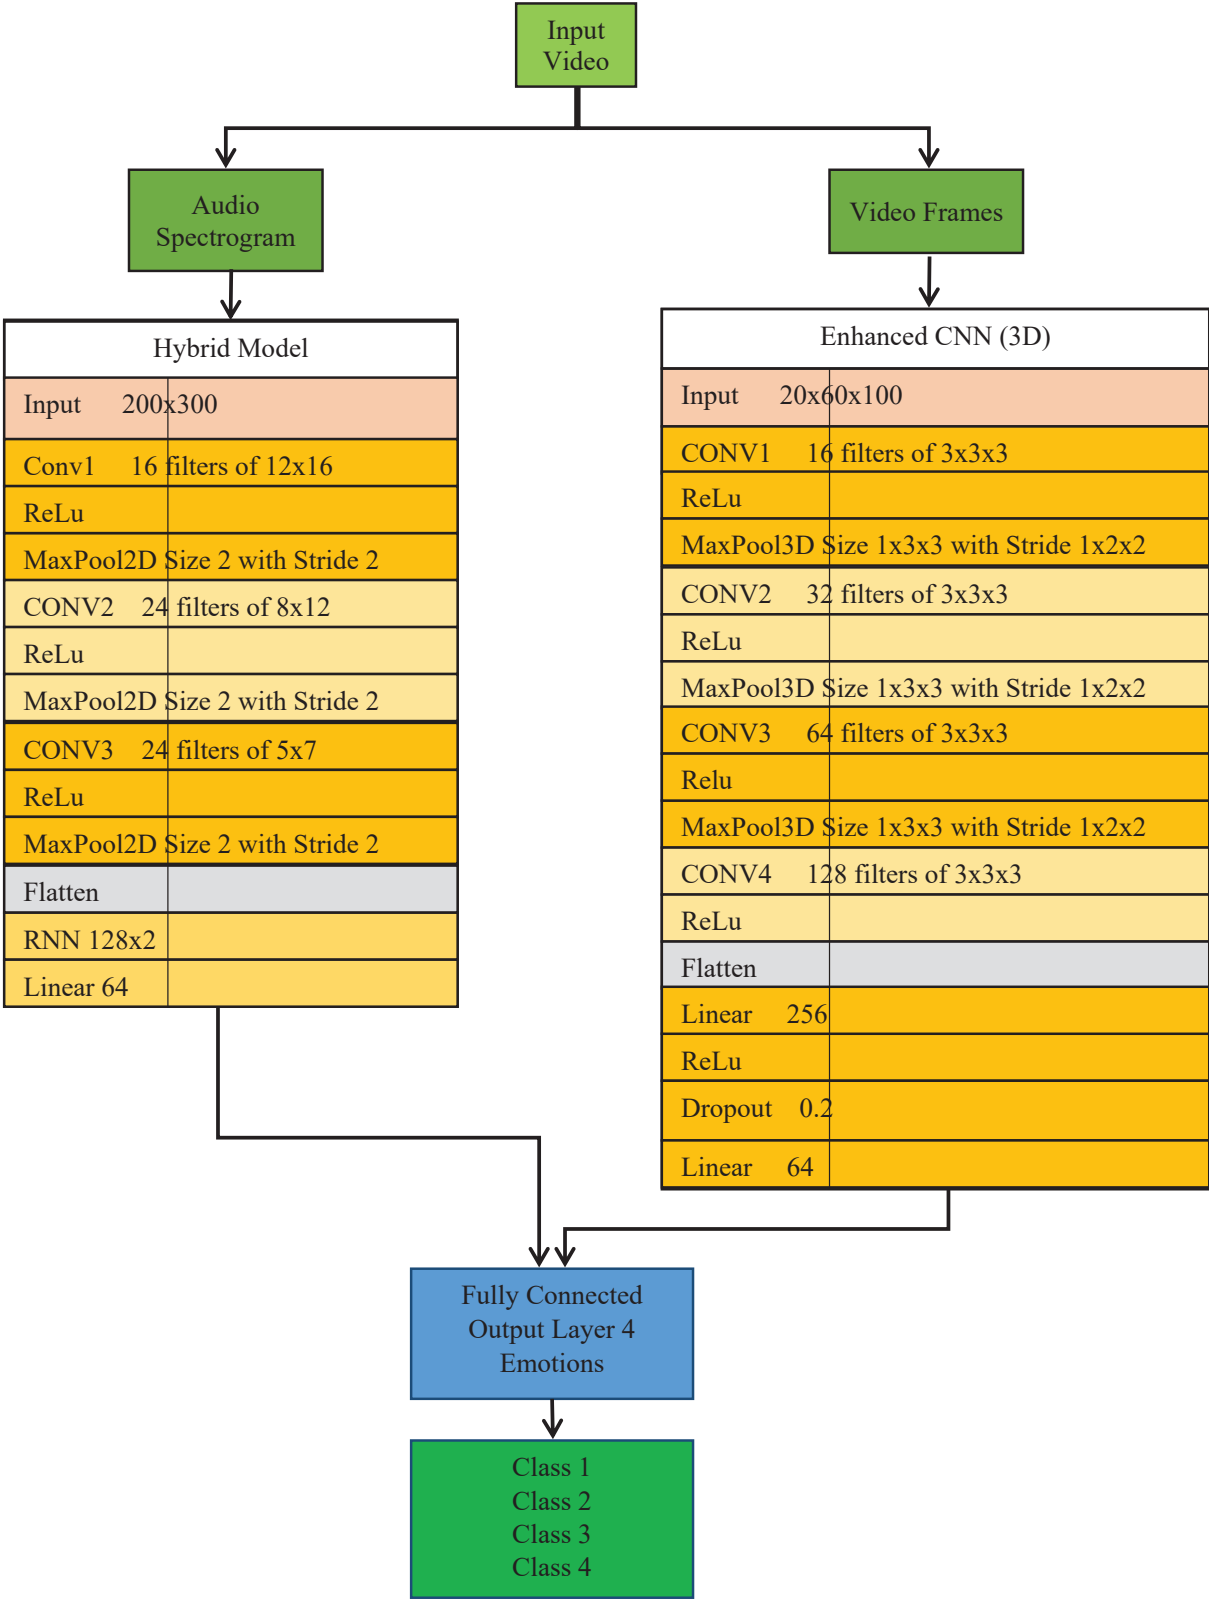 Input
Video
Audio
Spectrogram
Video Frames
Hybrid Model
Input 200x300
Conv1 16 filters of 12x16
ReLu
MaxPool2D Size 2 with Stride 2
CONV2 24 filters of 8x12
ReLu
MaxPool2D Size 2 with Stride 2
CONV3 24 filters of 5x7
ReLu
MaxPool2D Size 2 with Stride 2
Flatten
RNN 128x2
Linear 64
Enhanced CNN (3D)
Input 20x60x100
CONV1 16 filters of 3x3x3
ReLu
MaxPool3D Size 1x3x3 with Stride 1x2x2
CONV2 32 filters of 3x3x3
ReLu
MaxPool3D Size 1x3x3 with Stride 1x2x2
CONV3 64 filters of 3x3x3
Relu
MaxPool3D Size 1x3x3 with Stride 1x2x2
CONV4 128 filters of 3x3x3
ReLu
Flatten
Linear 256
ReLu
Dropout 0.2
Linear 64
Fully Connected
Output Layer 4
Emotions
Class 1
Class 2
Class 3
Class 4